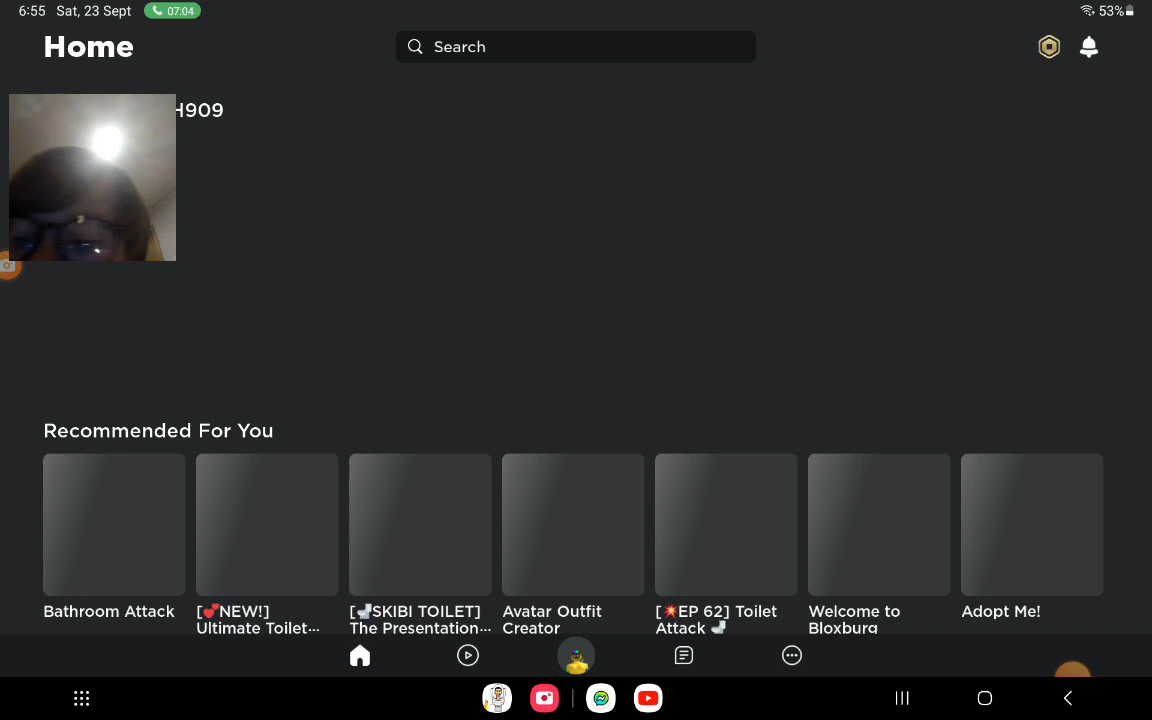 6:55 Sat, 23 Sept 07:04 53%
Home
Search
H909
Recommended For You
Bathroom Attack
[💕NEW!]
Ultimate Toilet...
[🚽SKIBI TOILET]
The Presentation...
Avatar Outfit
Creator
[💥EP 62] Toilet
Attack 🚽
Welcome to
Bloxburg
Adopt Me!